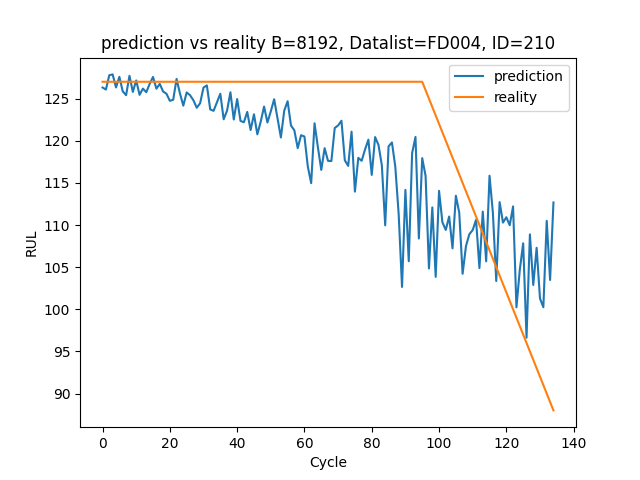 prediction vs reality B=8192, Datalist=FD004, ID=210
prediction
reality
RUL
125
120
115
110
105
100
95
90
0 20 40 60 80 100 120 140
Cycle